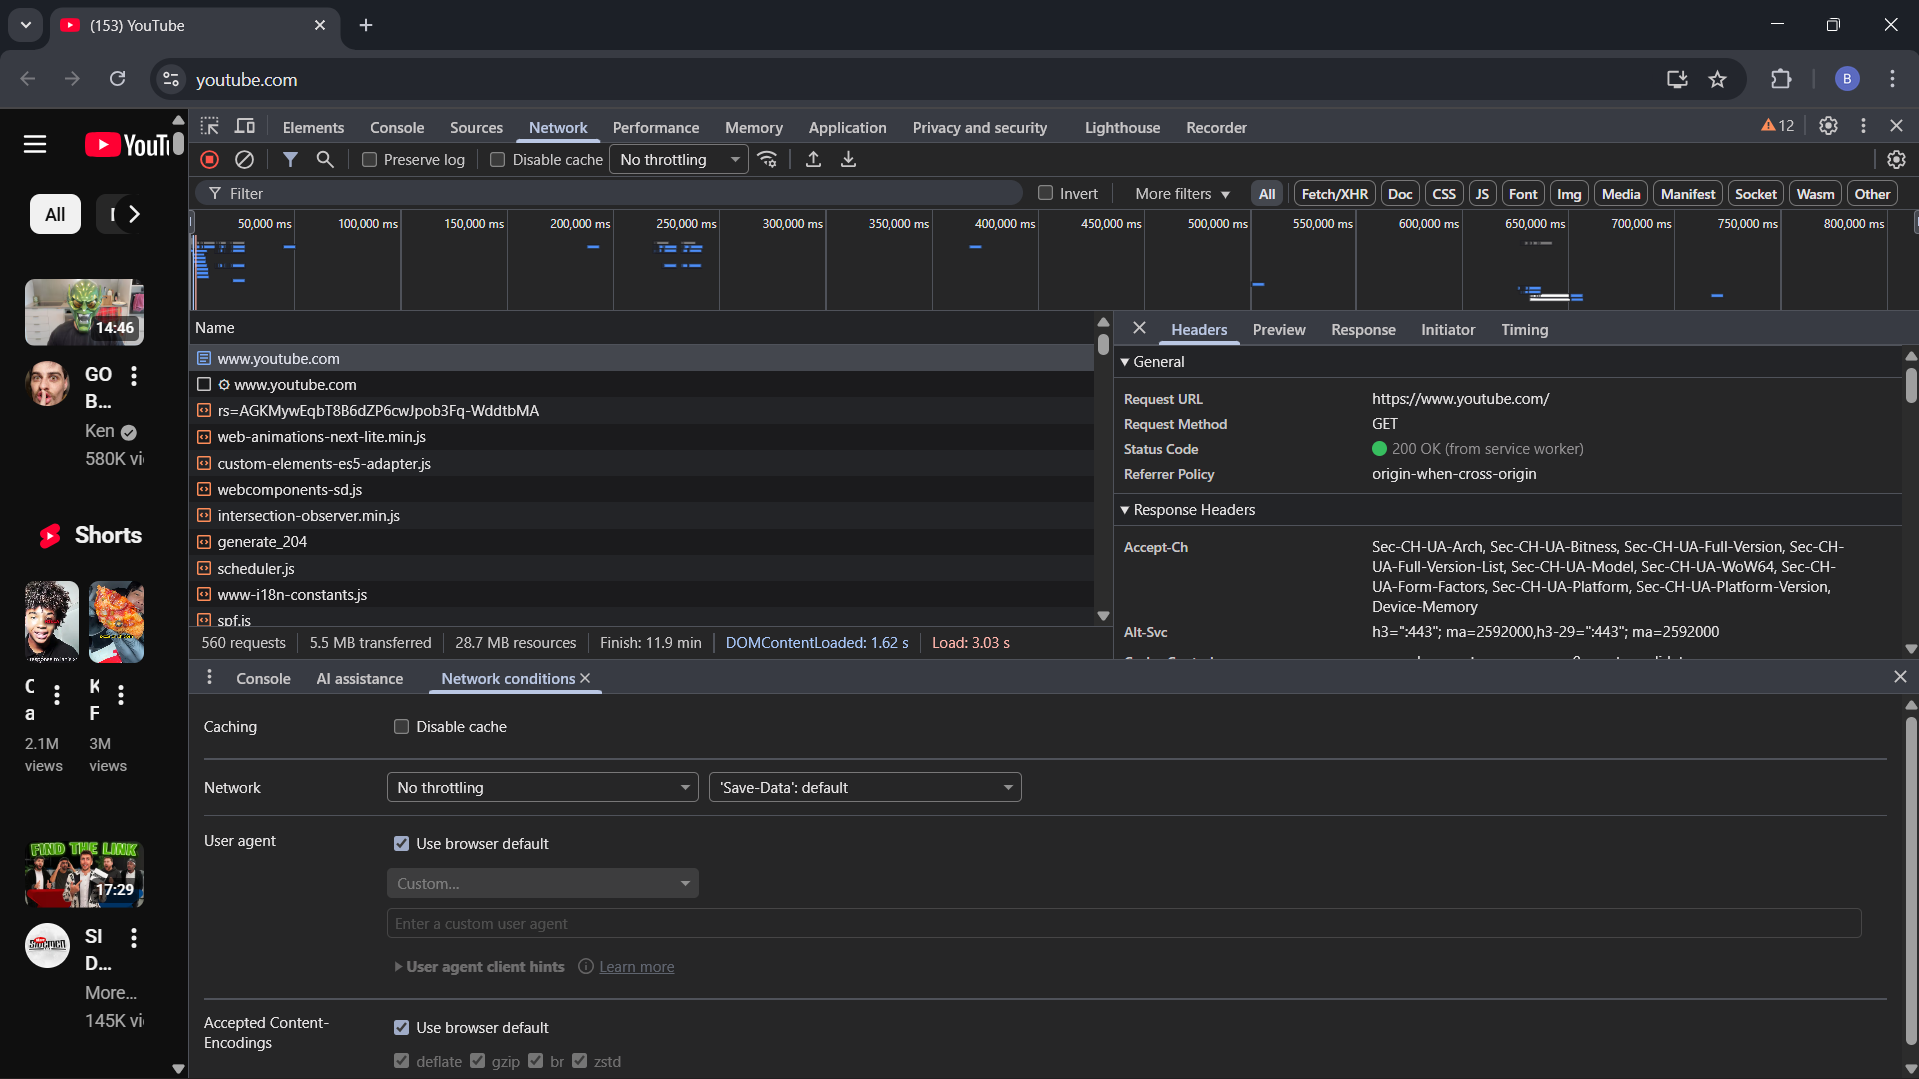 (153) YouTube
youtube.com
B
Elements Console Sources Network Performance Memory Application Privacy and security Lighthouse Recorder
12
Preserve log Disable cache No throttling
Filter Invert More filters All Fetch/XHR Doc CSS JS Font Img Media Manifest Socket Wasm Other
50,000 ms 100,000 ms 150,000 ms 200,000 ms 250,000 ms 300,000 ms 350,000 ms 400,000 ms 450,000 ms 500,000 ms 550,000 ms 600,000 ms 650,000 ms 700,000 ms 750,000 ms 800,000 ms
Name
www.youtube.com
www.youtube.com
rs=AGKMywEqbT8B6dZP6cwJpob3Fq-WddtbMA
web-animations-next-lite.min.js
custom-elements-es5-adapter.js
webcomponents-sd.js
intersection-observer.min.js
generate_204
scheduler.js
www-i18n-constants.js
spf.js
560 requests 5.5 MB transferred 28.7 MB resources Finish: 11.9 min DOMContentLoaded: 1.62 s Load: 3.03 s
Headers Preview Response Initiator Timing
General
Request URL https://www.youtube.com/
Request Method GET
Status Code 200 OK (from service worker)
Referrer Policy origin-when-cross-origin
Response Headers
Accept-Ch Sec-CH-UA-Arch, Sec-CH-UA-Bitness, Sec-CH-UA-Full-Version, Sec-CH-
UA-Full-Version-List, Sec-CH-UA-Model, Sec-CH-UA-WoW64, Sec-CH-
UA-Form-Factors, Sec-CH-UA-Platform, Sec-CH-UA-Platform-Version,
Device-Memory
Alt-Svc h3=":443"; ma=2592000,h3-29=":443"; ma=2592000
Console AI assistance Network conditions
Caching Disable cache
Network No throttling 'Save-Data': default
User agent Use browser default
Custom...
Enter a custom user agent
User agent client hints Learn more
Accepted Content-
Encodings
Use browser default
deflate gzip br zstd
All
14:46
GO
B...
Ken
580K vi
Shorts
2.1M
views
3M
views
FIND THE LINK
17:29
SI
D...
More...
145K vi